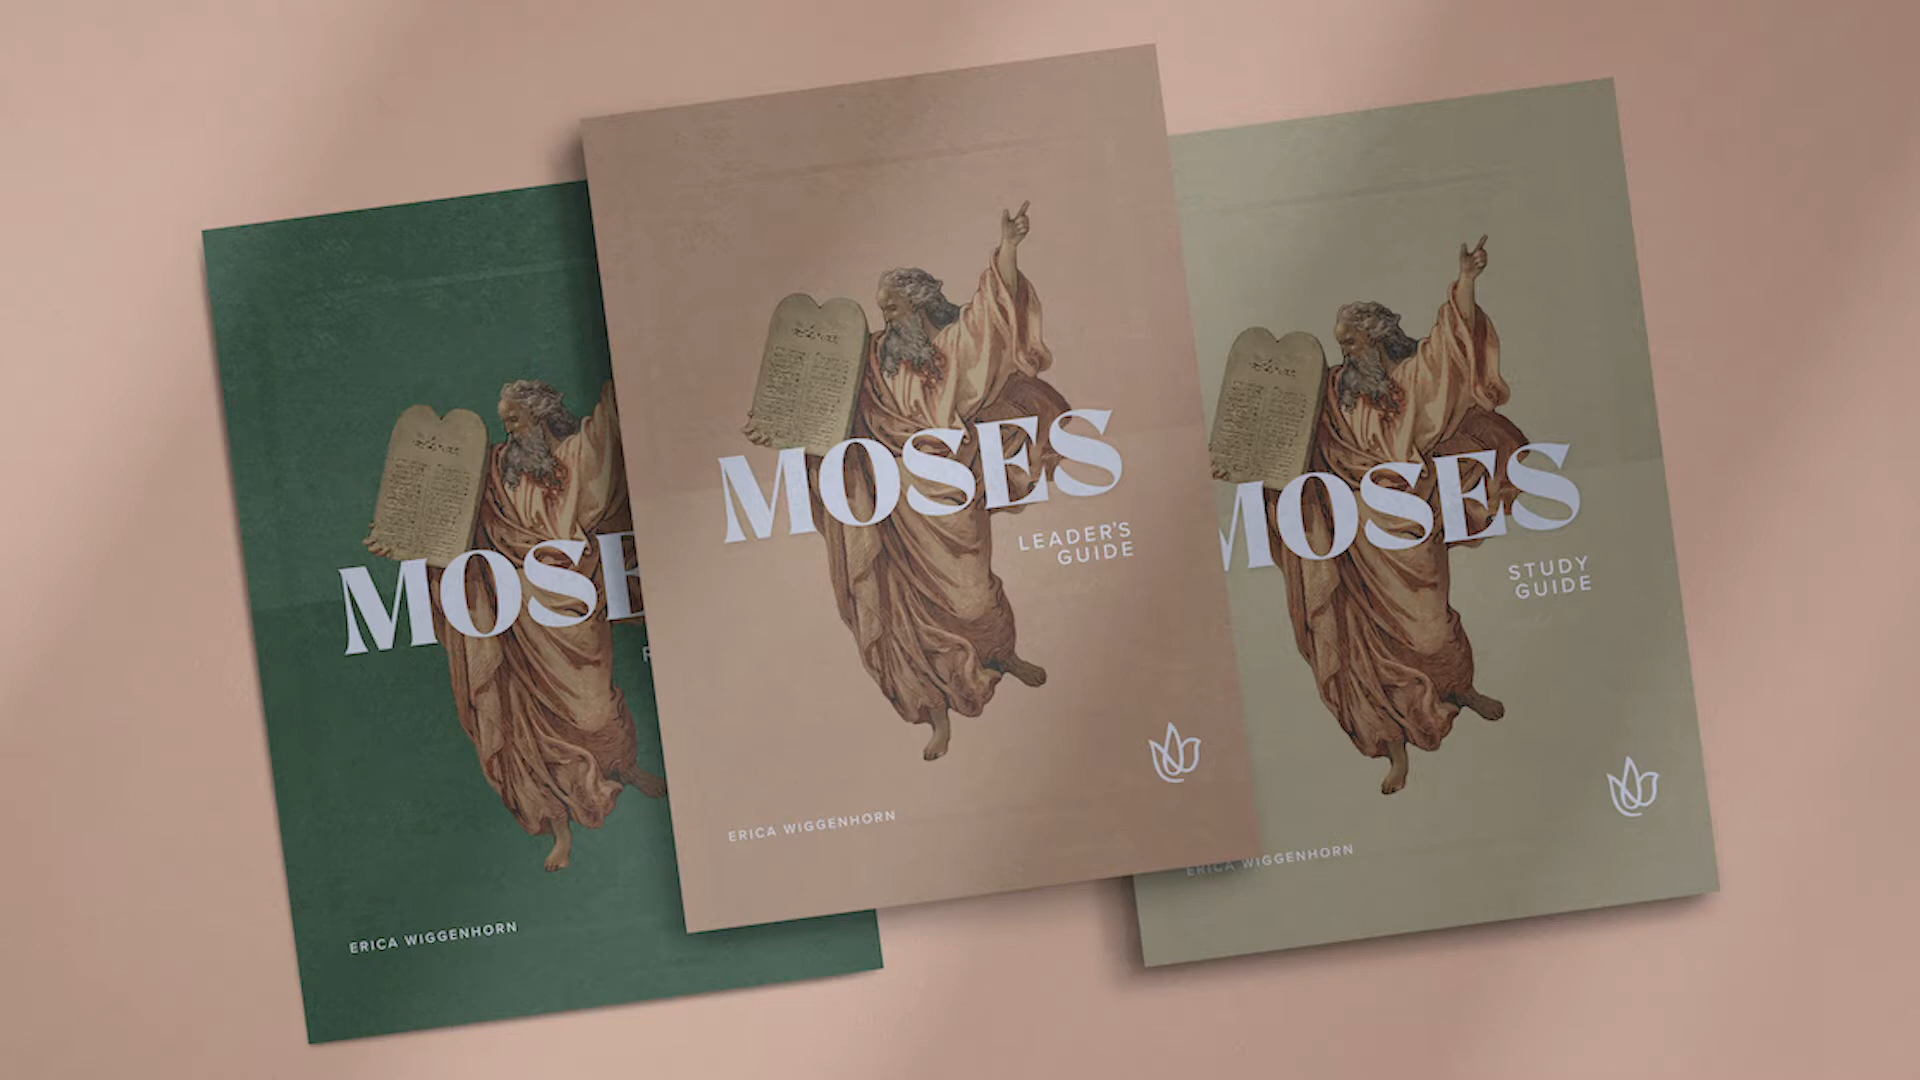 MOSES
ERICA WIGGENHORN
MOSES
LEADER'S
GUIDE
ERICA WIGGENHORN
MOSES
STUDY
GUIDE
ERICA WIGGENHORN